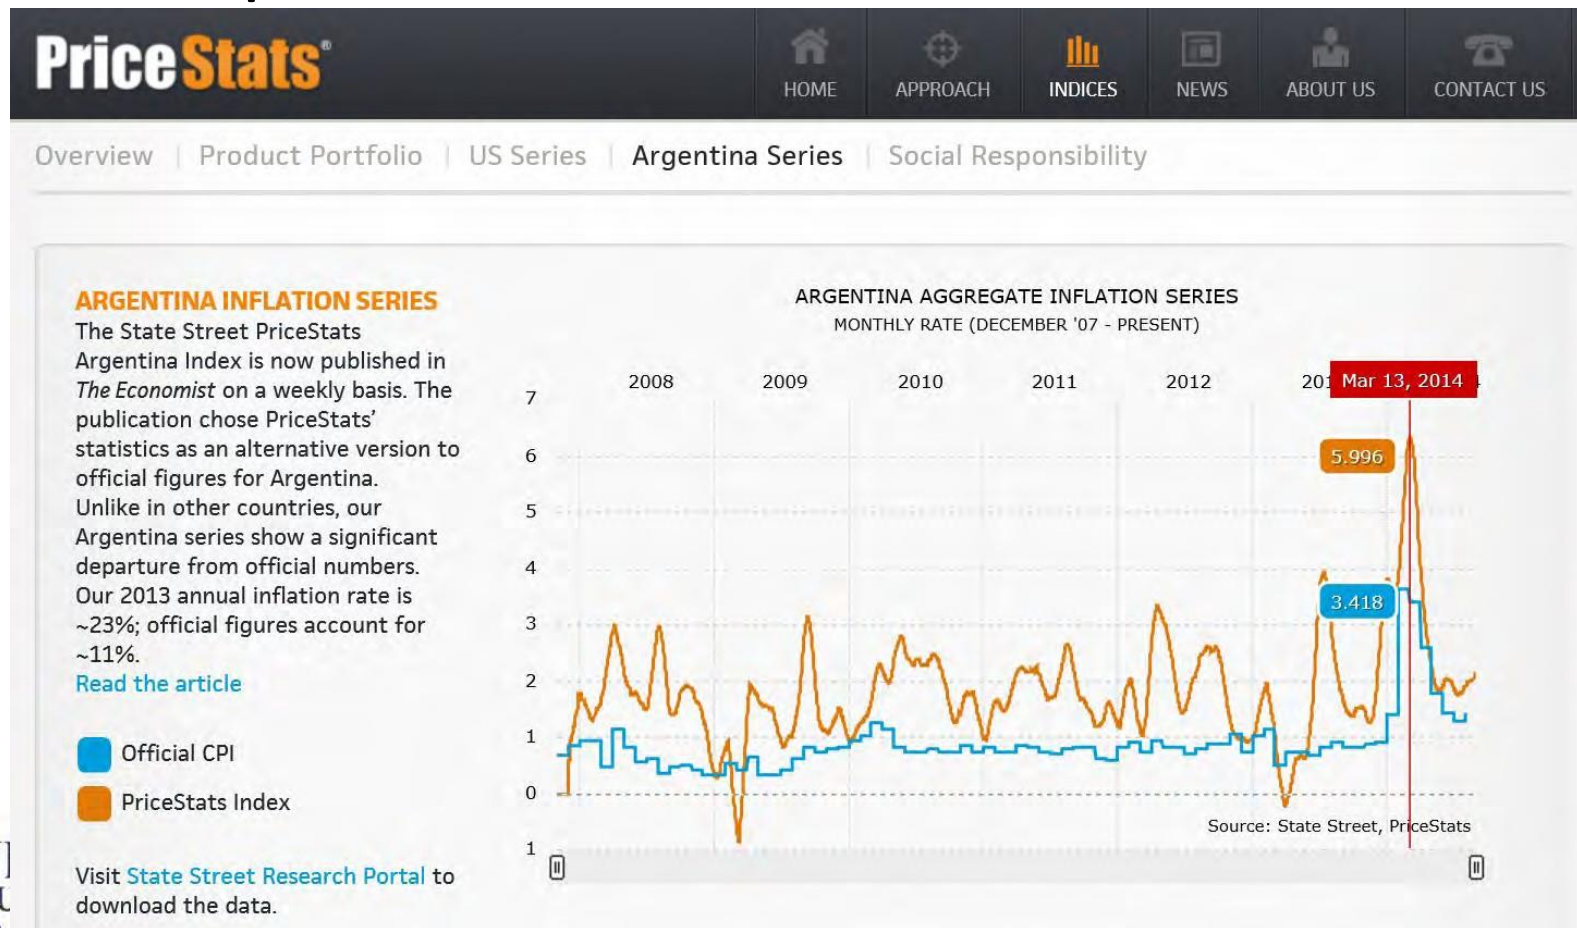 PriceStats®
HOME
APPROACH
INDICES
NEWS
ABOUT US
CONTACT US
Overview | Product Portfolio | US Series | Argentina Series | Social Responsibility
ARGENTINA INFLATION SERIES
The State Street PriceStats
Argentina Index is now published in
The Economist on a weekly basis. The
publication chose PriceStats’
statistics as an alternative version to
official figures for Argentina.
Unlike in other countries, our
Argentina series show a significant
departure from official numbers.
Our 2013 annual inflation rate is
~23%; official figures account for
~11%.
Read the article
Official CPI
PriceStats Index
Visit State Street Research Portal to
download the data.
ARGENTINA AGGREGATE INFLATION SERIES
MONTHLY RATE (DECEMBER '07 - PRESENT)
2008 2009 2010 2011 2012 Mar 13, 2014
7
6
5
4
3
2
1
0
1
5.996
3.418
Source: State Street, PriceStats